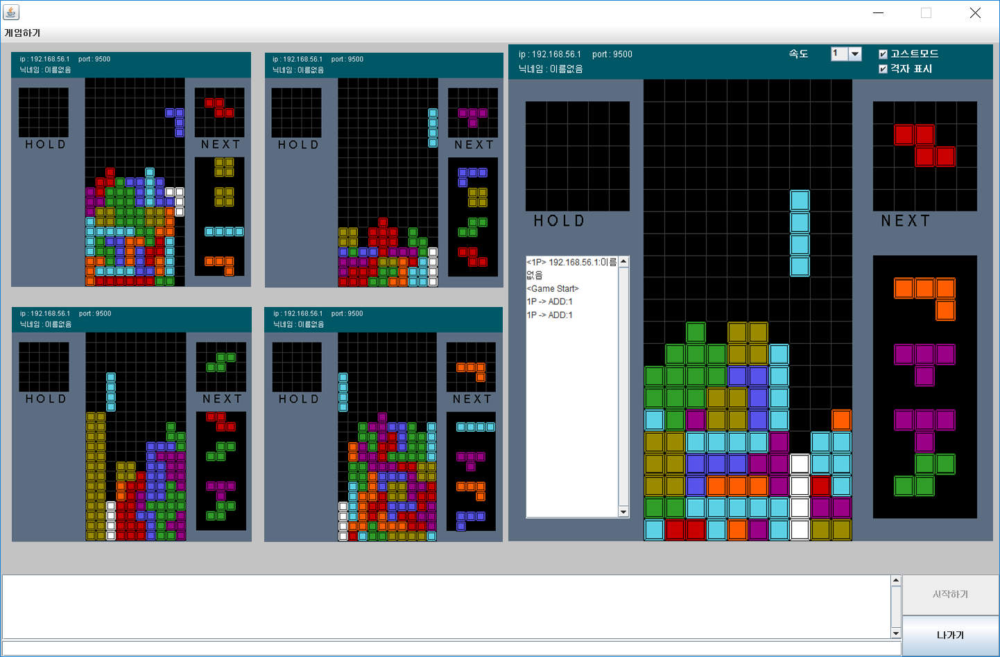 게임하기
ip : 192.168.56.1 port : 9500
닉네임 : 이름없음
HOLD
NEXT
ip : 192.168.56.1 port : 9500
닉네임 : 이름없음
HOLD
NEXT
ip : 192.168.56.1 port : 9500
닉네임 : 이름없음
HOLD
NEXT
ip : 192.168.56.1 port : 9500
닉네임 : 이름없음
HOLD
NEXT
ip : 192.168.56.1 port : 9500
닉네임 : 이름없음
속도 1
고스트모드
격자 표시
HOLD
NEXT
<1P> 192.168.56.1:이름
없음
<Game Start>
1P -> ADD:1
1P -> ADD:1
시작하기
나가기